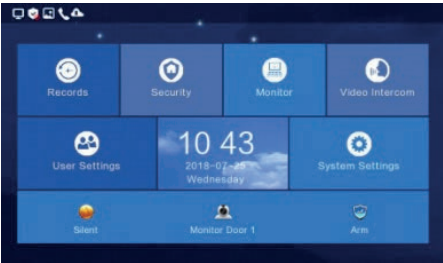 Records
Security
Monitor
Video Intercom
User Settings
10 43
2018-07-25
Wednesday
System Settings
Silent
Monitor Door 1
Arm